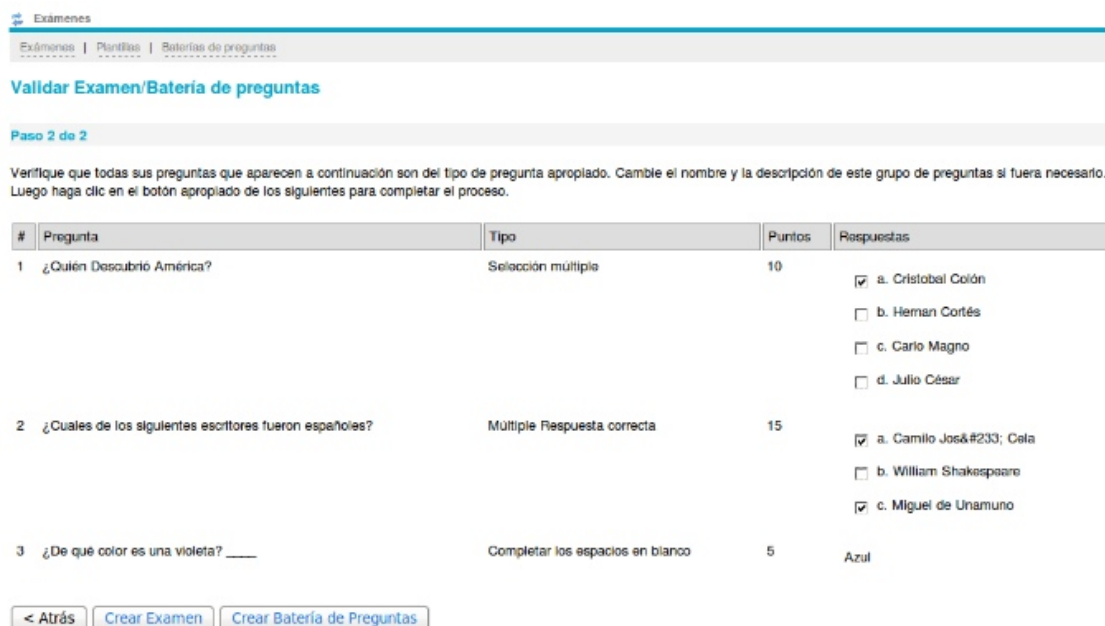 Exámenes
Exámenes | Plantillas | Baterías de preguntas
Validar Examen/Batería de preguntas
Paso 2 de 2
Verifique que todas sus preguntas que aparecen a continuación son del tipo de pregunta apropiado. Cambie el nombre y la descripción de este grupo de preguntas si fuera necesario.
Luego haga clic en el botón apropiado de los siguientes para completar el proceso.
# Pregunta Tipo Puntos Respuestas
1 ¿Quién Descubrió América? Selección múltiple 10
a. Cristobal Colón
b. Hernan Cortés
c. Carlo Magno
d. Julio César
2 ¿Cuales de los siguientes escritores fueron españoles? Múltiple Respuesta correcta 15
a. Camilo Jos&#233; Cela
b. William Shakespeare
c. Miguel de Unamuno
3 ¿De qué color es una violeta? ____ Completar los espacios en blanco 5 Azul
< Atrás Crear Examen Crear Batería de Preguntas